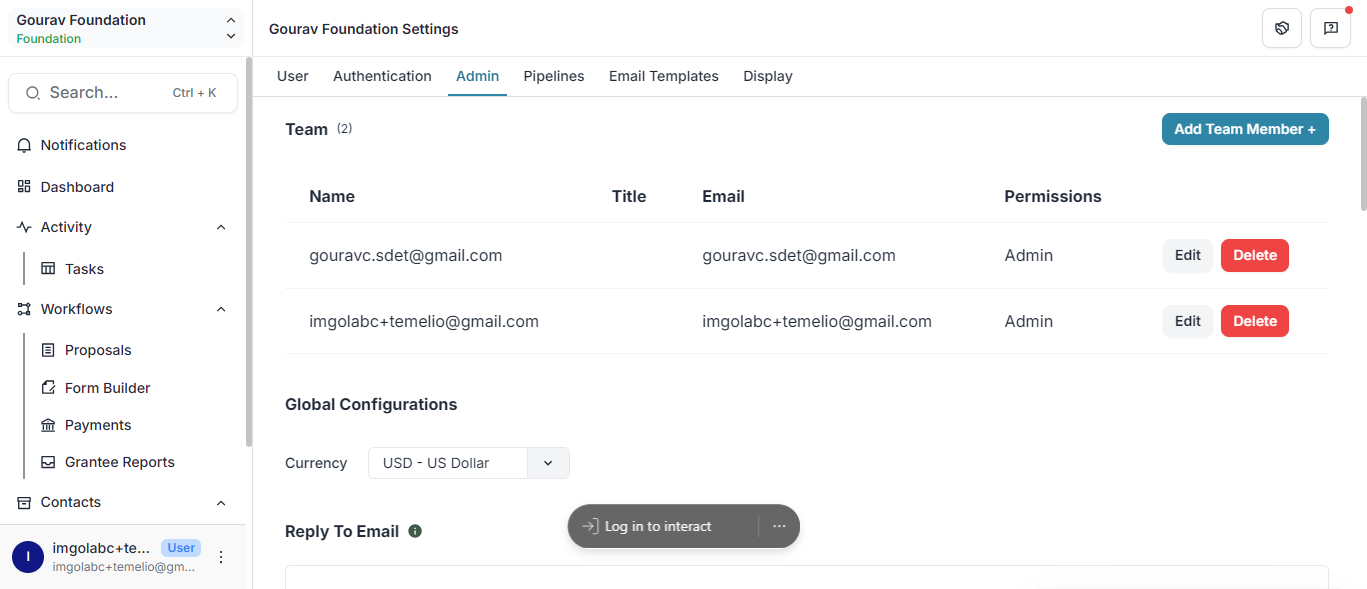 Gourav Foundation
Foundation
Search...
Ctrl + K
Notifications
Dashboard
Activity
Tasks
Workflows
Proposals
Form Builder
Payments
Grantee Reports
Contacts
I
imgolabc+te...
User
imgolabc+temelio@gm...
Gourav Foundation Settings
User
Authentication
Admin
Pipelines
Email Templates
Display
Team (2)
Add Team Member +
Name Title Email Permissions
gouravc.sdet@gmail.com gouravc.sdet@gmail.com Admin Edit Delete
imgolabc+temelio@gmail.com imgolabc+temelio@gmail.com Admin Edit Delete
Global Configurations
Currency USD - US Dollar
Reply To Email
Log in to interact